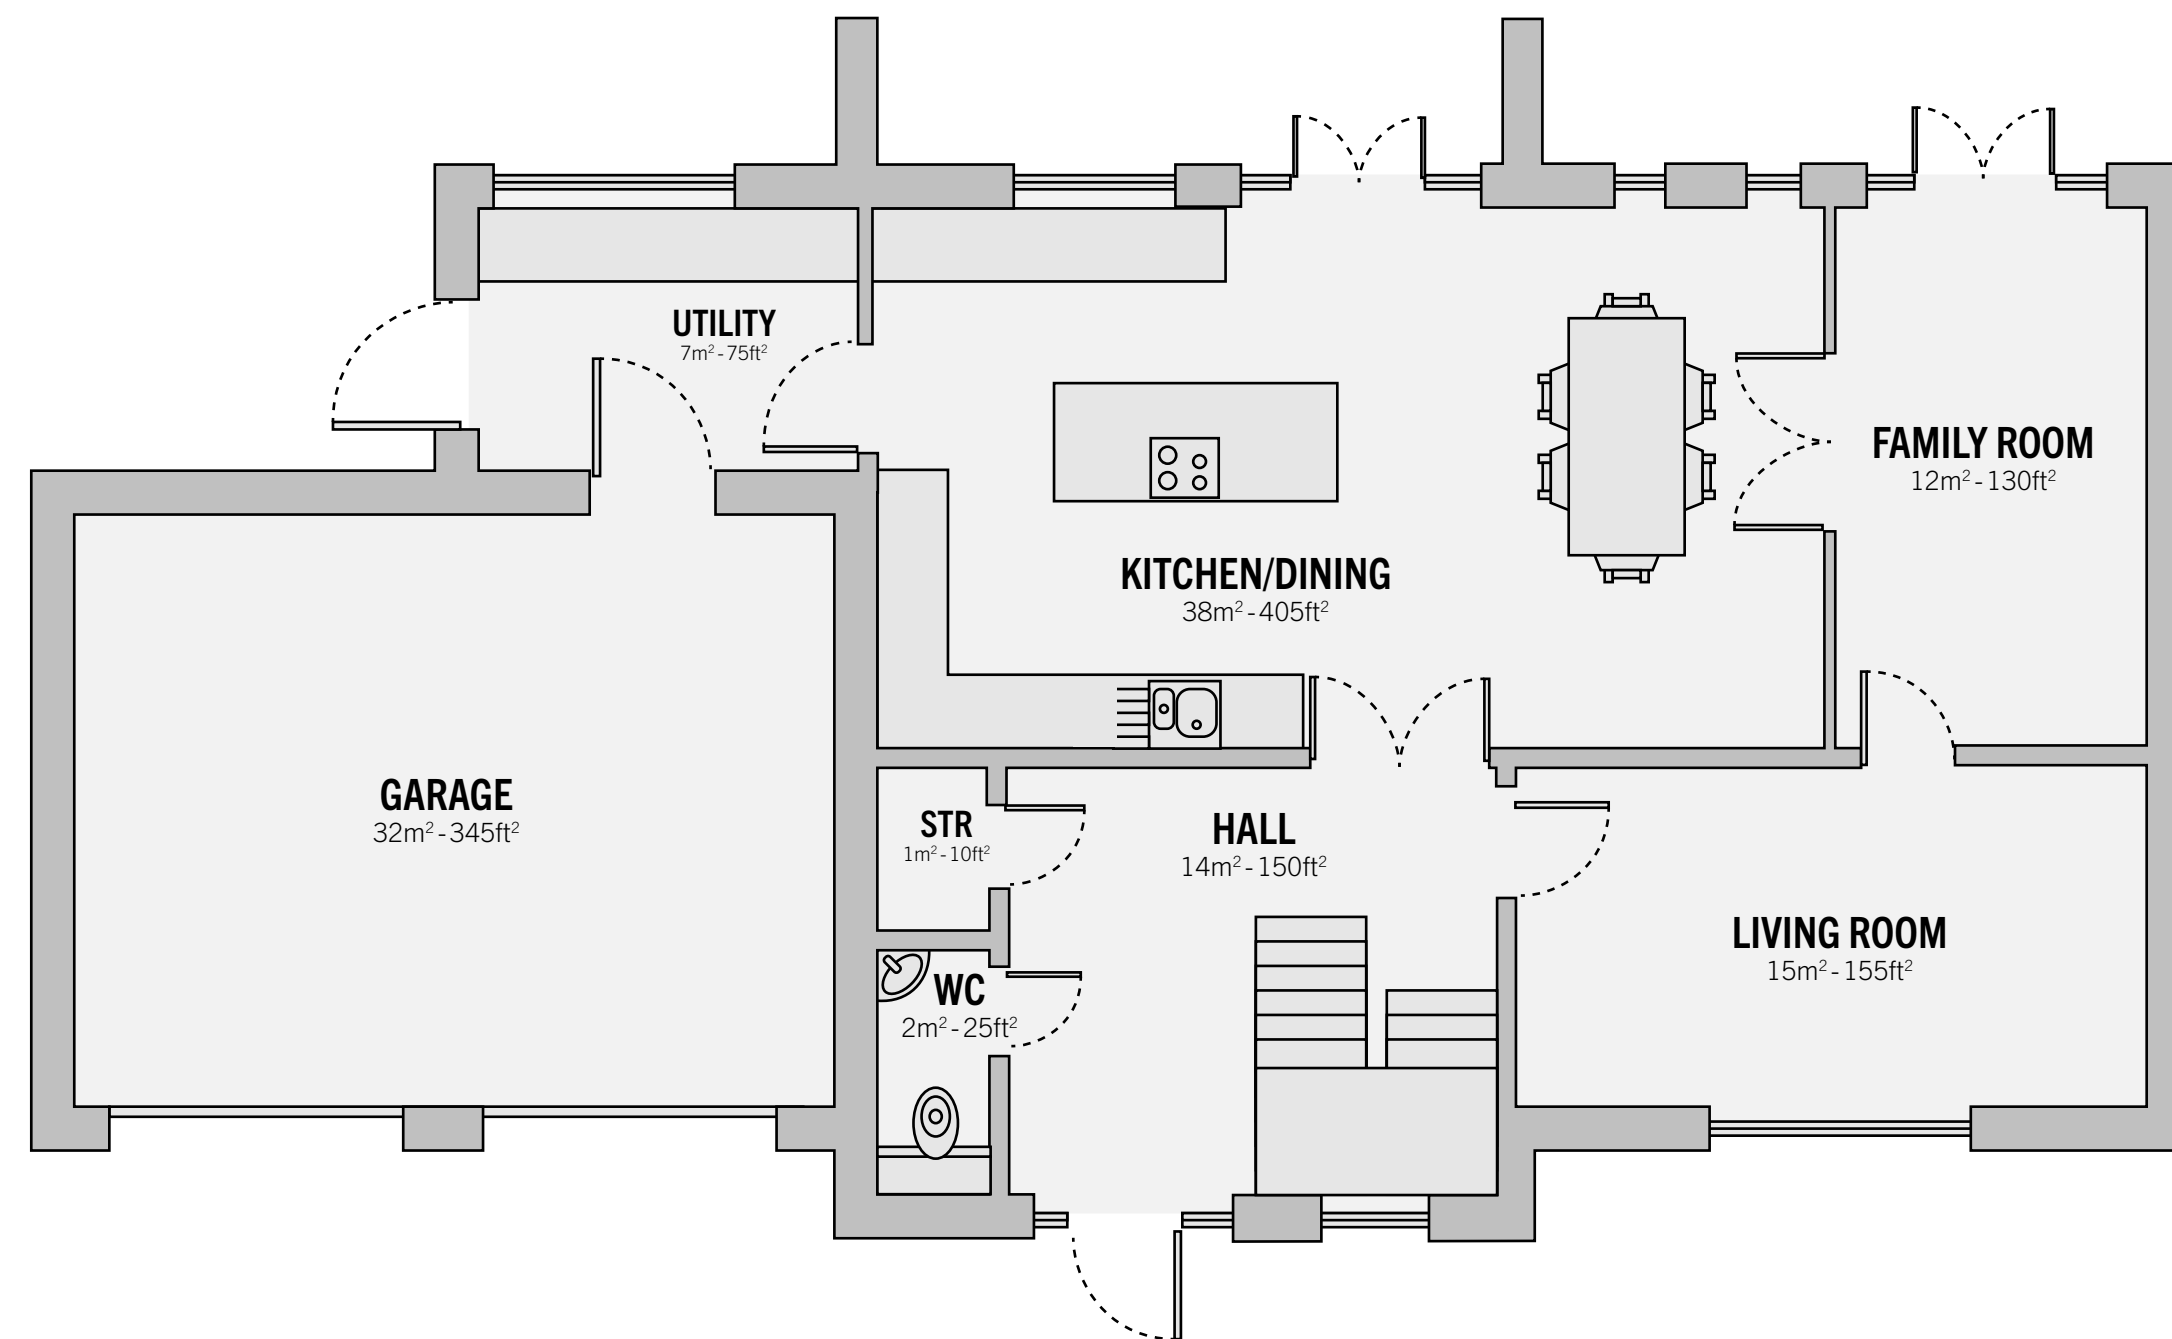 UTILITY
7m² - 75ft²
FAMILY ROOM
12m² - 130ft²
KITCHEN/DINING
38m² - 405ft²
GARAGE
32m² - 345ft²
STR
1m² - 10ft²
HALL
14m² - 150ft²
LIVING ROOM
15m² - 155ft²
WC
2m² - 25ft²